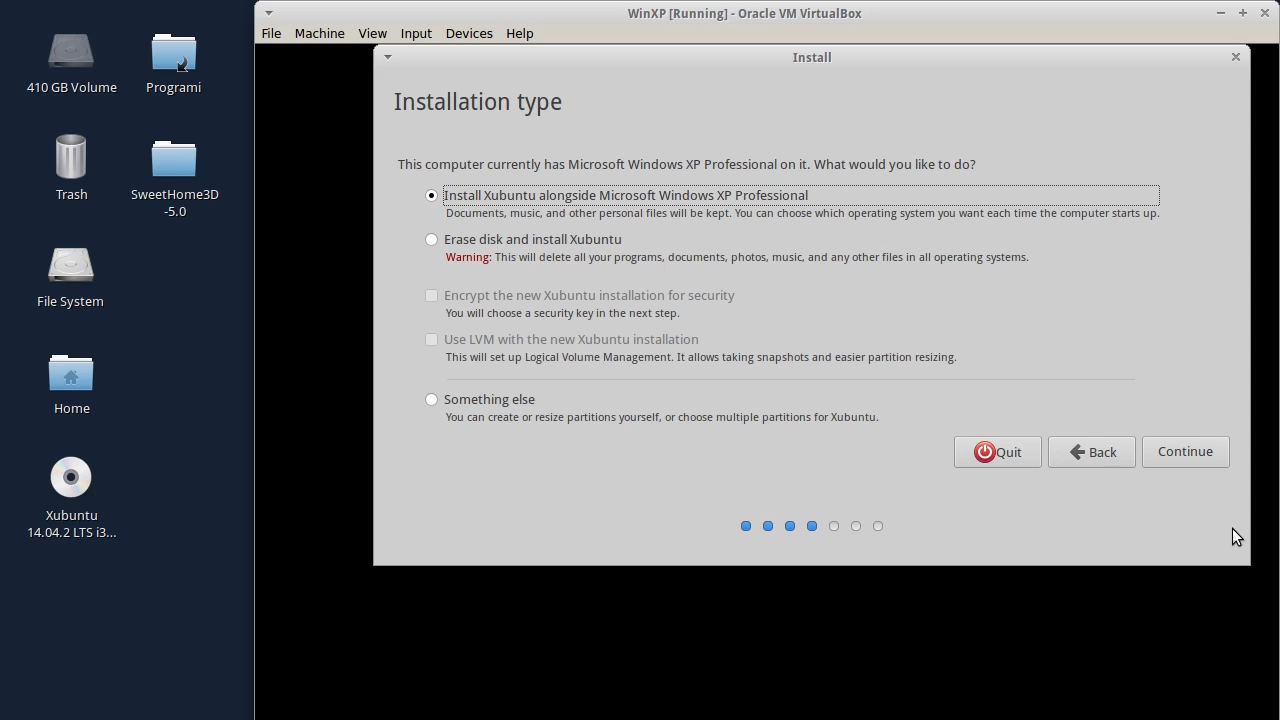 WinXP [Running] - Oracle VM VirtualBox
File Machine View Input Devices Help
410 GB Volume
Programi
Trash
SweetHome3D
-5.0
File System
Home
Xubuntu
14.04.2 LTS i3...
Install
Installation type
This computer currently has Microsoft Windows XP Professional on it. What would you like to do?
Install Xubuntu alongside Microsoft Windows XP Professional
Documents, music, and other personal files will be kept. You can choose which operating system you want each time the computer starts up.
Erase disk and install Xubuntu
Warning: This will delete all your programs, documents, photos, music, and any other files in all operating systems.
Encrypt the new Xubuntu installation for security
You will choose a security key in the next step.
Use LVM with the new Xubuntu installation
This will set up Logical Volume Management. It allows taking snapshots and easier partition resizing.
Something else
You can create or resize partitions yourself, or choose multiple partitions for Xubuntu.
Quit Back Continue